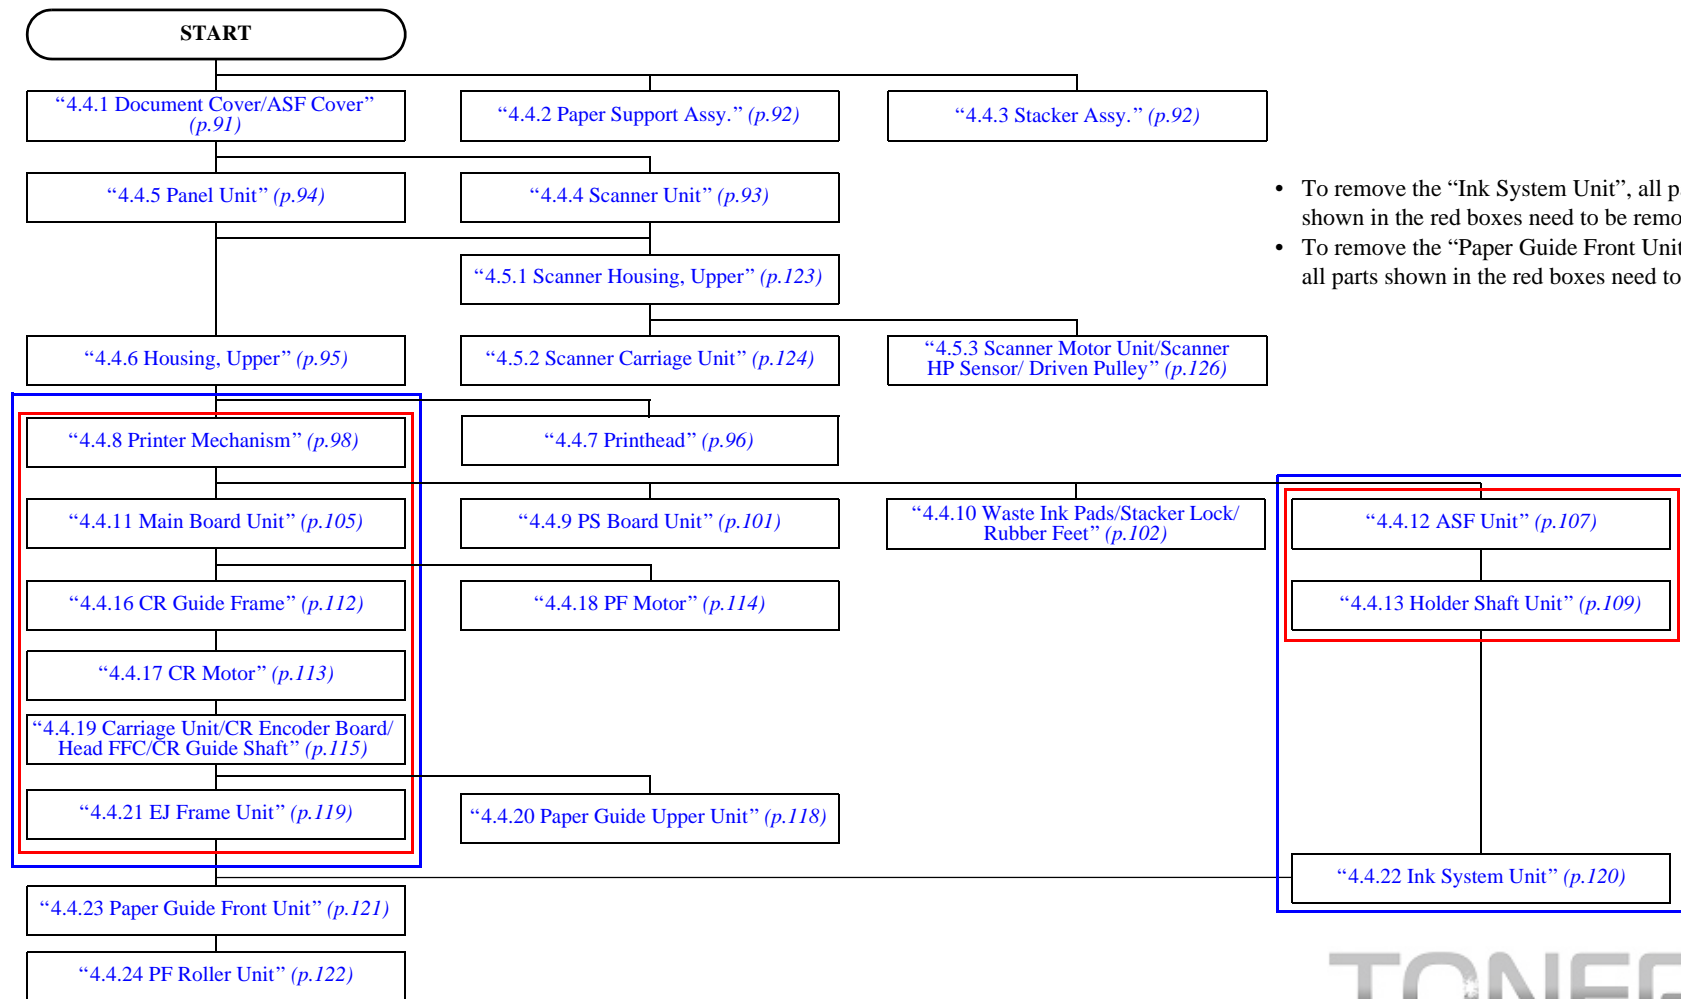 START
“4.4.1 Document Cover/ASF Cover”
(p.91)
“4.4.2 Paper Support Assy.” (p.92)
“4.4.3 Stacker Assy.” (p.92)
“4.4.5 Panel Unit” (p.94)
“4.4.4 Scanner Unit” (p.93)
• To remove the “Ink System Unit”, all p
shown in the red boxes need to be remo
• To remove the “Paper Guide Front Unit
all parts shown in the red boxes need to
“4.5.1 Scanner Housing, Upper” (p.123)
“4.4.6 Housing, Upper” (p.95)
“4.5.2 Scanner Carriage Unit” (p.124)
“4.5.3 Scanner Motor Unit/Scanner
HP Sensor/ Driven Pulley” (p.126)
“4.4.8 Printer Mechanism” (p.98)
“4.4.7 Printhead” (p.96)
“4.4.11 Main Board Unit” (p.105)
“4.4.9 PS Board Unit” (p.101)
“4.4.10 Waste Ink Pads/Stacker Lock/
Rubber Feet” (p.102)
“4.4.12 ASF Unit” (p.107)
“4.4.16 CR Guide Frame” (p.112)
“4.4.18 PF Motor” (p.114)
“4.4.13 Holder Shaft Unit” (p.109)
“4.4.17 CR Motor” (p.113)
“4.4.19 Carriage Unit/CR Encoder Board/
Head FFC/CR Guide Shaft” (p.115)
“4.4.21 EJ Frame Unit” (p.119)
“4.4.20 Paper Guide Upper Unit” (p.118)
“4.4.22 Ink System Unit” (p.120)
“4.4.23 Paper Guide Front Unit” (p.121)
“4.4.24 PF Roller Unit” (p.122)